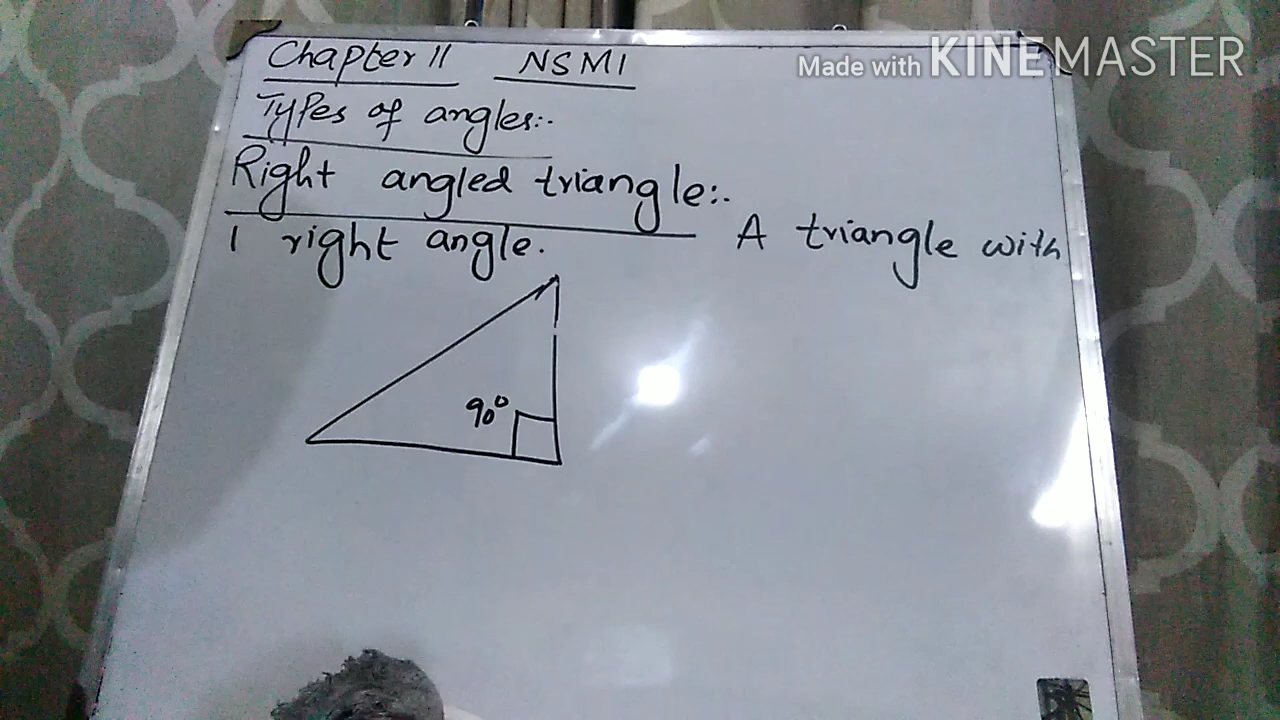 Chapter 11 NSM1
Made with KINEMASTER
Types of angles:-
Right angled triangle:-
A triangle with
1 right angle.
90°